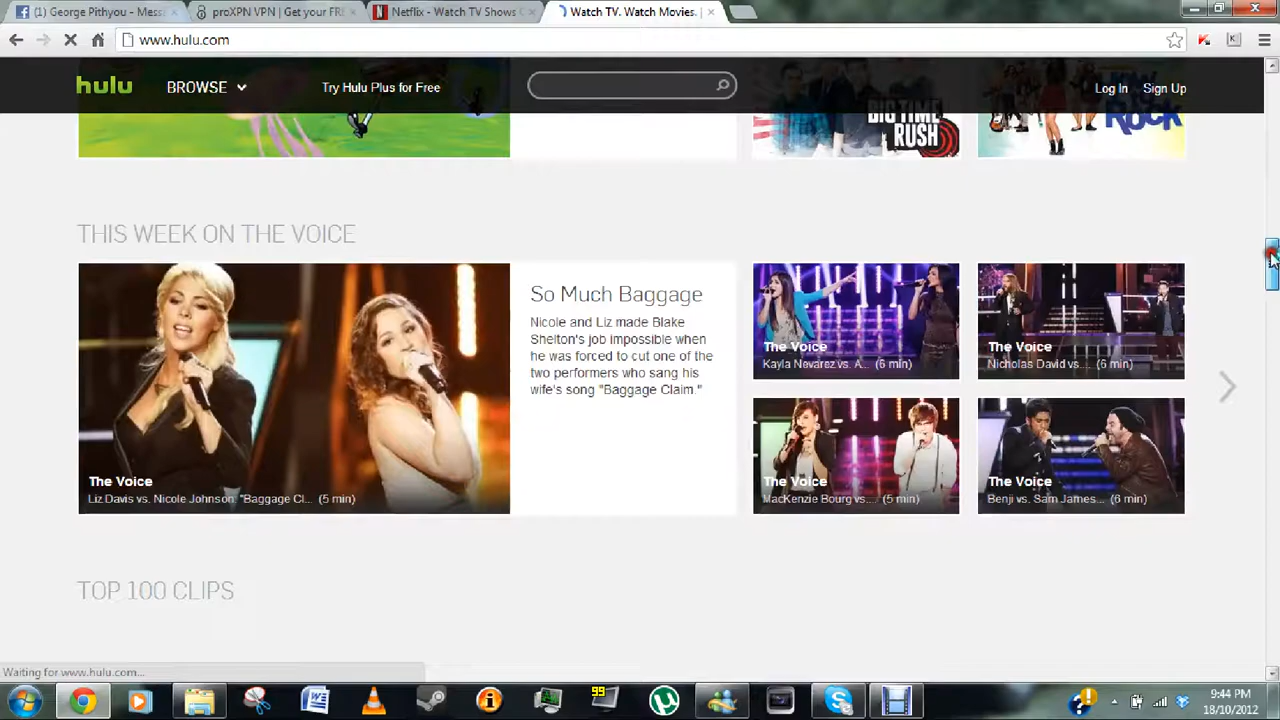 (1) George Pithyou - Messa
proXPN VPN | Get your FRE
Netflix - Watch TV Shows O
Watch TV. Watch Movies.
www.hulu.com
hulu
BROWSE
Try Hulu Plus for Free
Log In
Sign Up
BIG TIME RUSH
ROCK
THIS WEEK ON THE VOICE
So Much Baggage
Nicole and Liz made Blake
Shelton's job impossible when
he was forced to cut one of the
two performers who sang his
wife's song "Baggage Claim."
The Voice
Liz Davis vs. Nicole Johnson: "Baggage Cl... (5 min)
The Voice
Kayla Nevarez vs. A... (6 min)
The Voice
Nicholas David vs.... (6 min)
The Voice
MacKenzie Bourg vs.... (5 min)
The Voice
Benji vs. Sam James... (6 min)
TOP 100 CLIPS
Waiting for www.hulu.com...
99
9:44 PM
18/10/2012